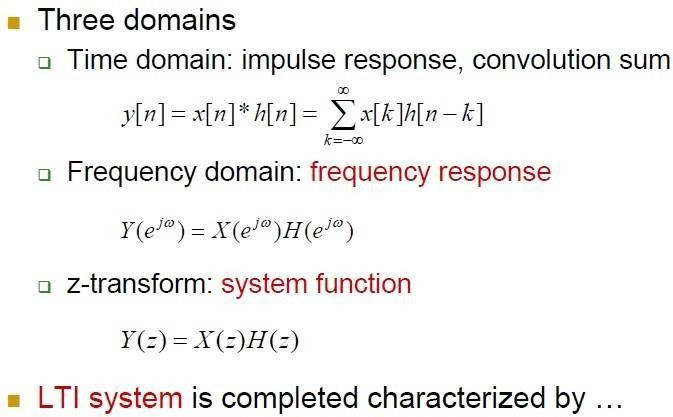 Three domains
Time domain: impulse response, convolution sum
y[n] = x[n] * h[n] = ∑_{k=-∞}^{∞} x[k]h[n-k]
Frequency domain: frequency response
Y(e^{jω}) = X(e^{jω})H(e^{jω})
z-transform: system function
Y(z) = X(z)H(z)
LTI system is completed characterized by …